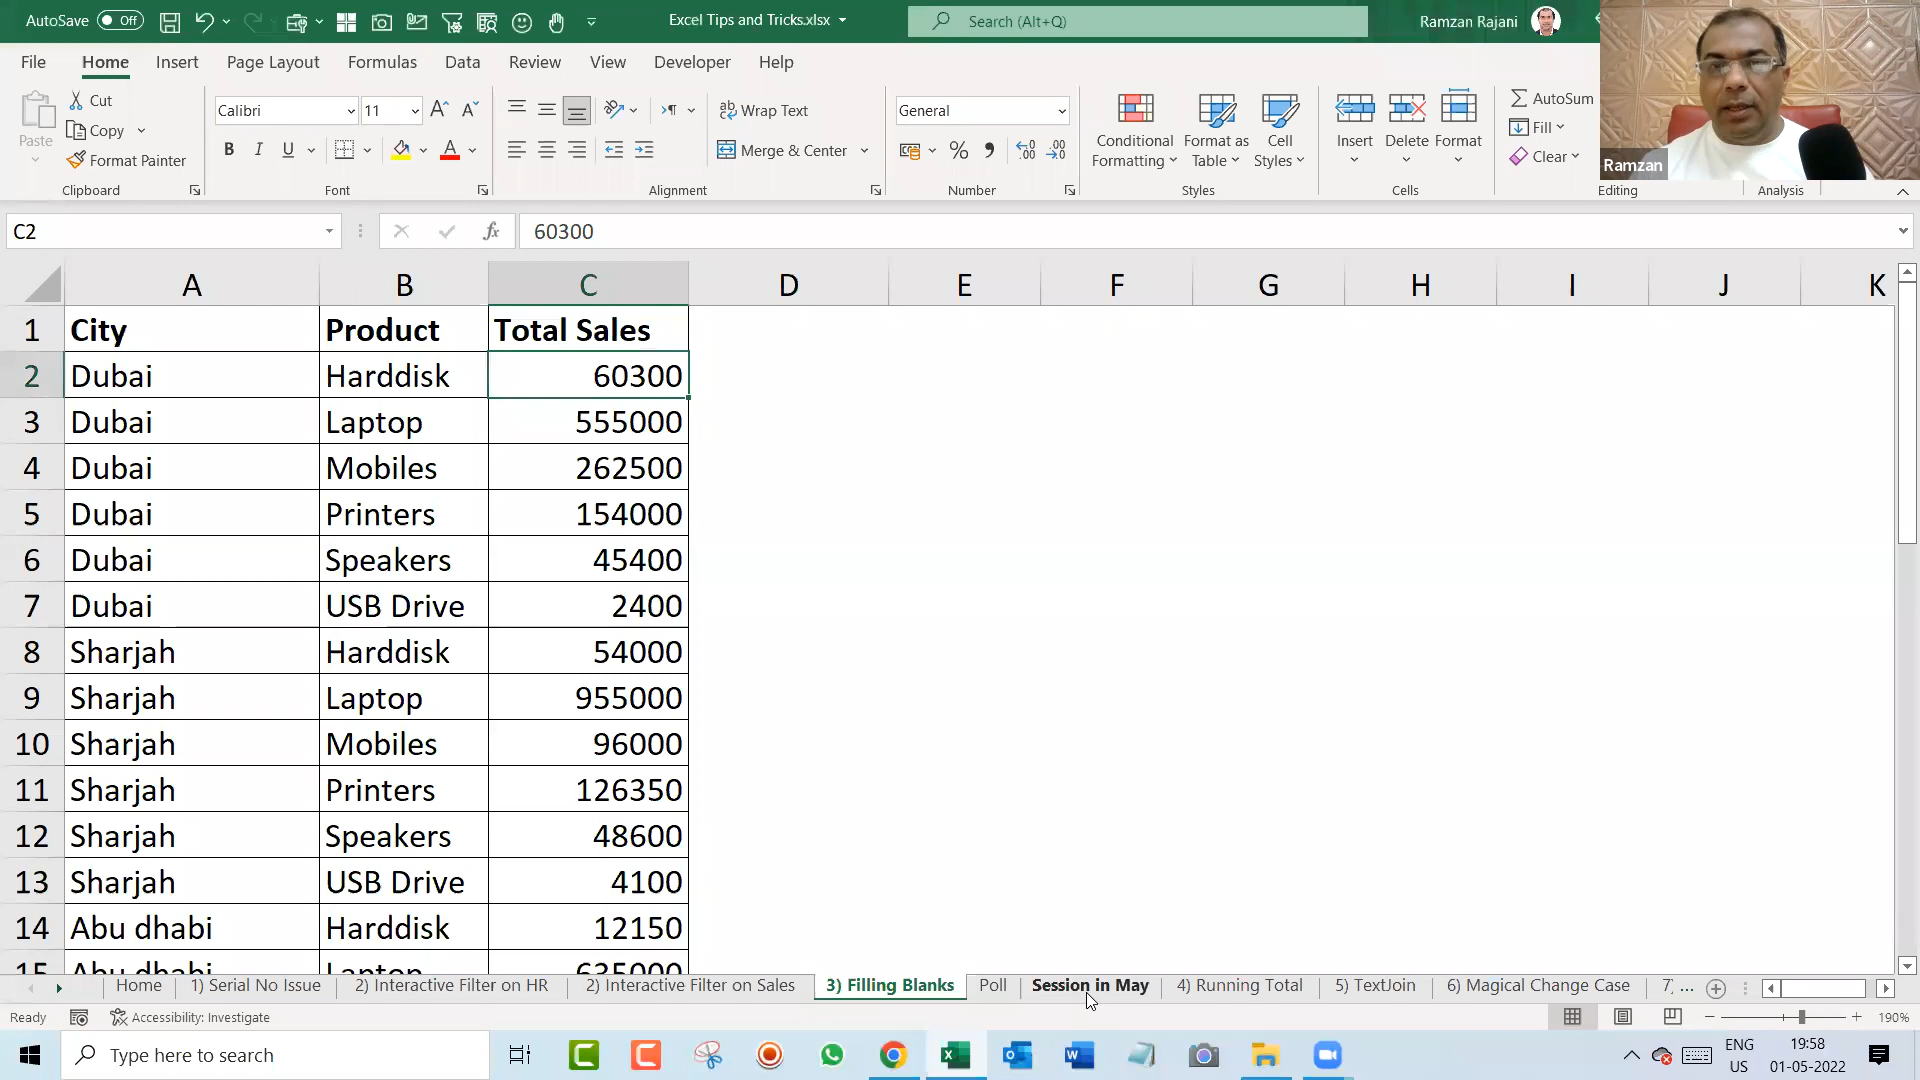 AutoSave Off
Excel Tips and Tricks.xlsx
Search (Alt+Q)
Ramzan Rajani
File Home Insert Page Layout Formulas Data Review View Developer Help
Paste
Cut
Copy
Format Painter
Clipboard
Calibri 11
B I U
Font
Wrap Text
Merge & Center
Alignment
General
Number
Conditional Formatting
Format as Table
Cell Styles
Styles
Insert Delete Format
Cells
AutoSum
Fill
Clear
Editing
Analysis
Ramzan
C2 fx 60300
A B C D E F G H I J K
1 City Product Total Sales
2 Dubai Harddisk 60300
3 Dubai Laptop 555000
4 Dubai Mobiles 262500
5 Dubai Printers 154000
6 Dubai Speakers 45400
7 Dubai USB Drive 2400
8 Sharjah Harddisk 54000
9 Sharjah Laptop 955000
10 Sharjah Mobiles 96000
11 Sharjah Printers 126350
12 Sharjah Speakers 48600
13 Sharjah USB Drive 4100
14 Abu dhabi Harddisk 12150
15 Abu dhabi Laptop 635000
Home 1) Serial No Issue 2) Interactive Filter on HR 2) Interactive Filter on Sales 3) Filling Blanks Poll Session in May 4) Running Total 5) TextJoin 6) Magical Change Case 7) ...
Ready Accessibility: Investigate 190%
Type here to search
ENG
US
19:58
01-05-2022